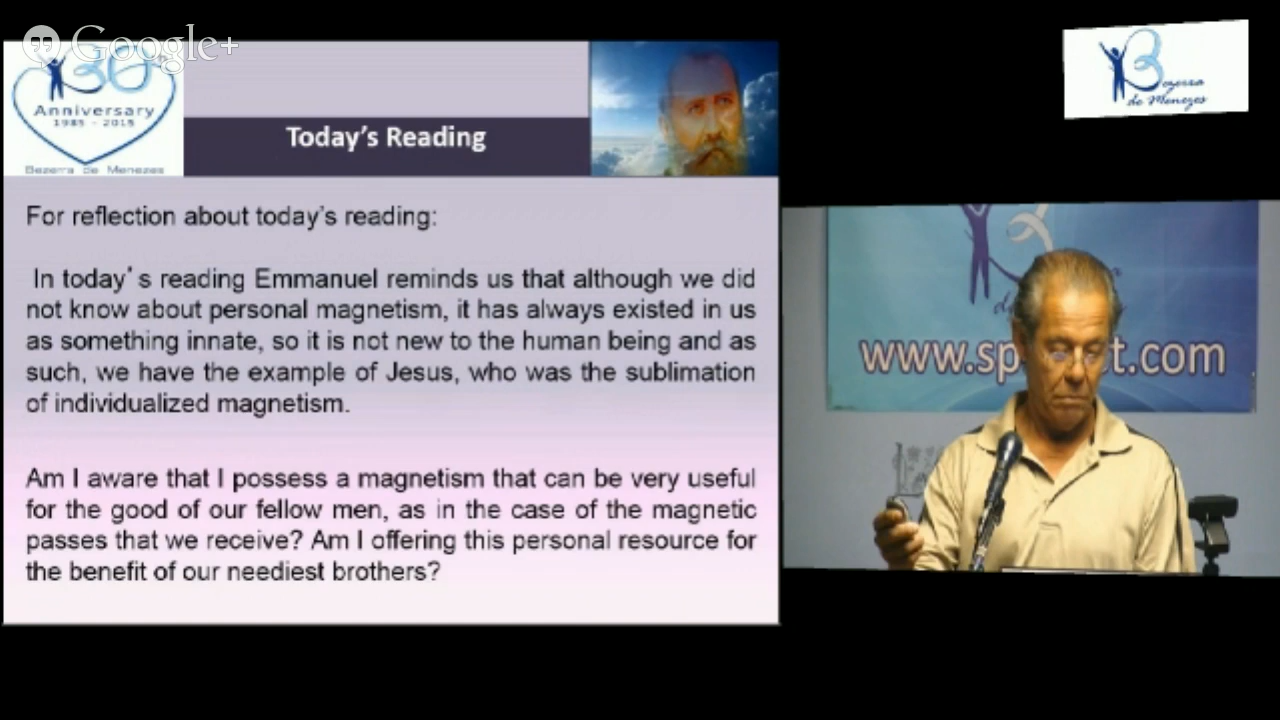 Google+
30
Anniversary
1985 - 2015
Bezerra de Menezes
Today's Reading
For reflection about today's reading:
In today's reading Emmanuel reminds us that although we did
not know about personal magnetism, it has always existed in us
as something innate, so it is not new to the human being and as
such, we have the example of Jesus, who was the sublimation
of individualized magnetism.
Am I aware that I possess a magnetism that can be very useful
for the good of our fellow men, as in the case of the magnetic
passes that we receive? Am I offering this personal resource for
the benefit of our neediest brothers?
Bezerra
de Menezes
www.sp t.com